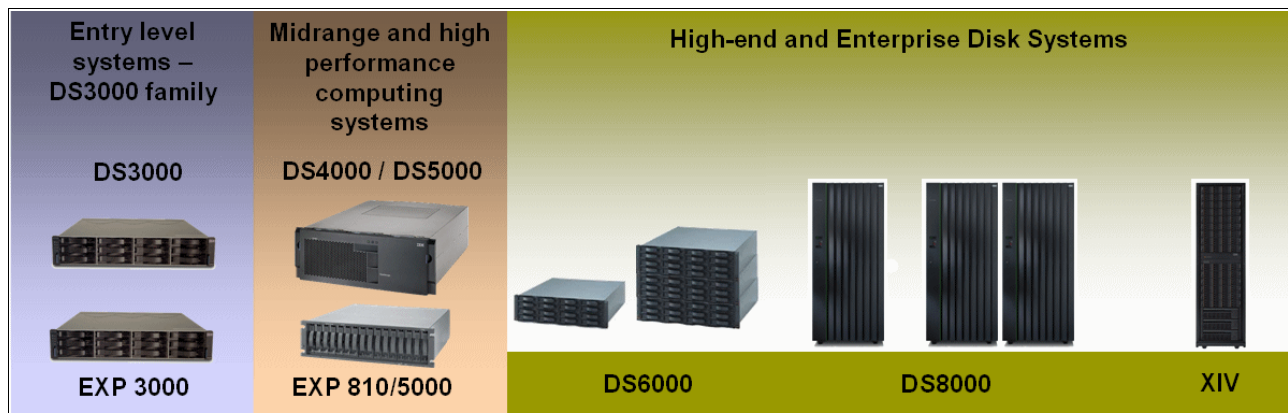 Entry level
systems –
DS3000 family
DS3000
EXP 3000
Midrange and high
performance
computing
systems
DS4000 / DS5000
EXP 810/5000
High-end and Enterprise Disk Systems
DS6000
DS8000
XIV